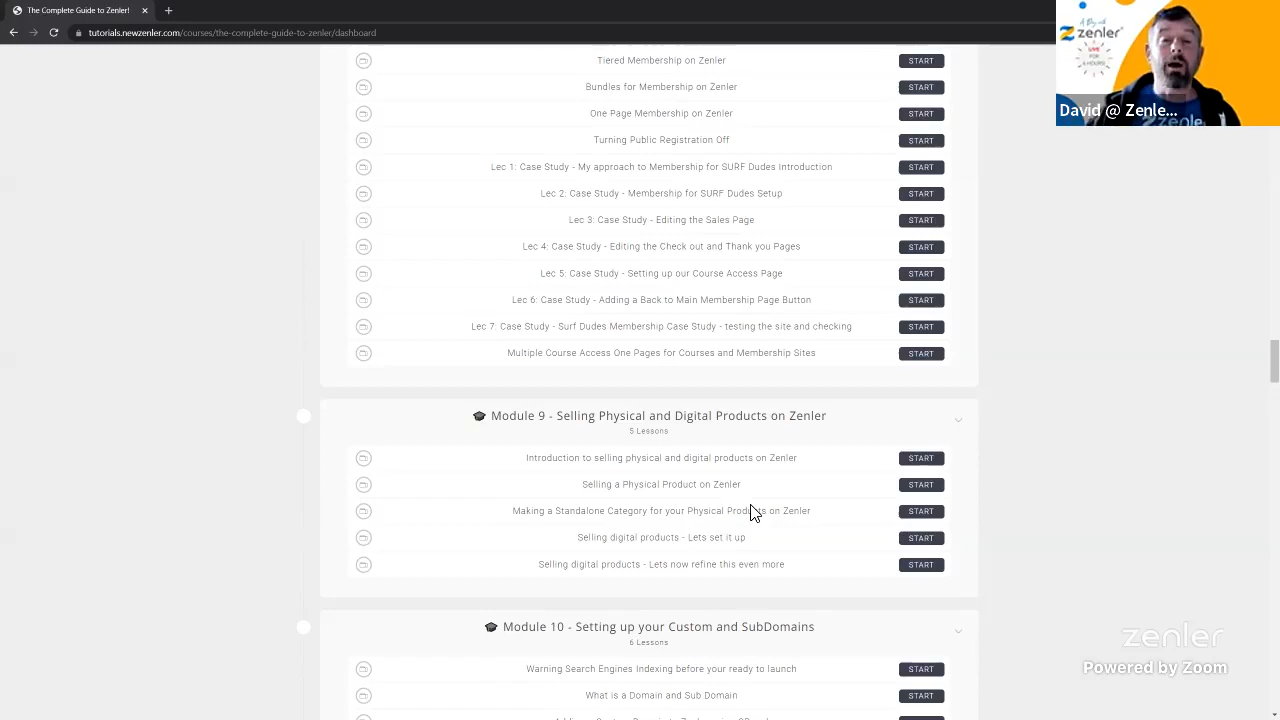 The Complete Guide to Zenler!
tutorials.newzenler.com/courses/the-complete-guide-to-zenler/dashboard
A Day with
zenler
LIVE
FOR
HOURS!
David @ Zenle...
zenle
Tiered Membership on Zenler START
Bundles for Membership on Zenler START
One Page Membership on Zenler START
Turning Public Registration Off START
Lec 1: Case Study - My approach to Membership for SURF Dudes Introduction START
Lec 2: Case Study - Membership for SURF Dudes Setup START
Lec 3: Case Study - Editing the Sales Page START
Lec 4: Case Study - Editing the Check out and Thank you Pages START
Lec 5: Case Study - Setting up our Course Access Page START
Lec 6: Case Study - Adding a Back to Main Membership Page Button START
Lec 7: Case Study - Surf Dudes Membership Case Study - testing the site and checking START
Multiple Course Access One Page for Courses and Membership Sites START
Module 9 - Selling Physical and Digital Products on Zenler
5 Lessons
Introduction to selling physical and digital products on Zenler START
Selling a Physical Product on Zenler START
Making a Standalone Category for your Physical Products on Zenler START
Selling digital products - Lets set it up START
Selling digital products - now refine this even more START
Module 10 - Setting up your Custom and SubDomains
6 Lessons
Warning Search Engines Indexing before your ready to launch START
What is a Domain and Sub Domain START
zenler
Powered by Zoom